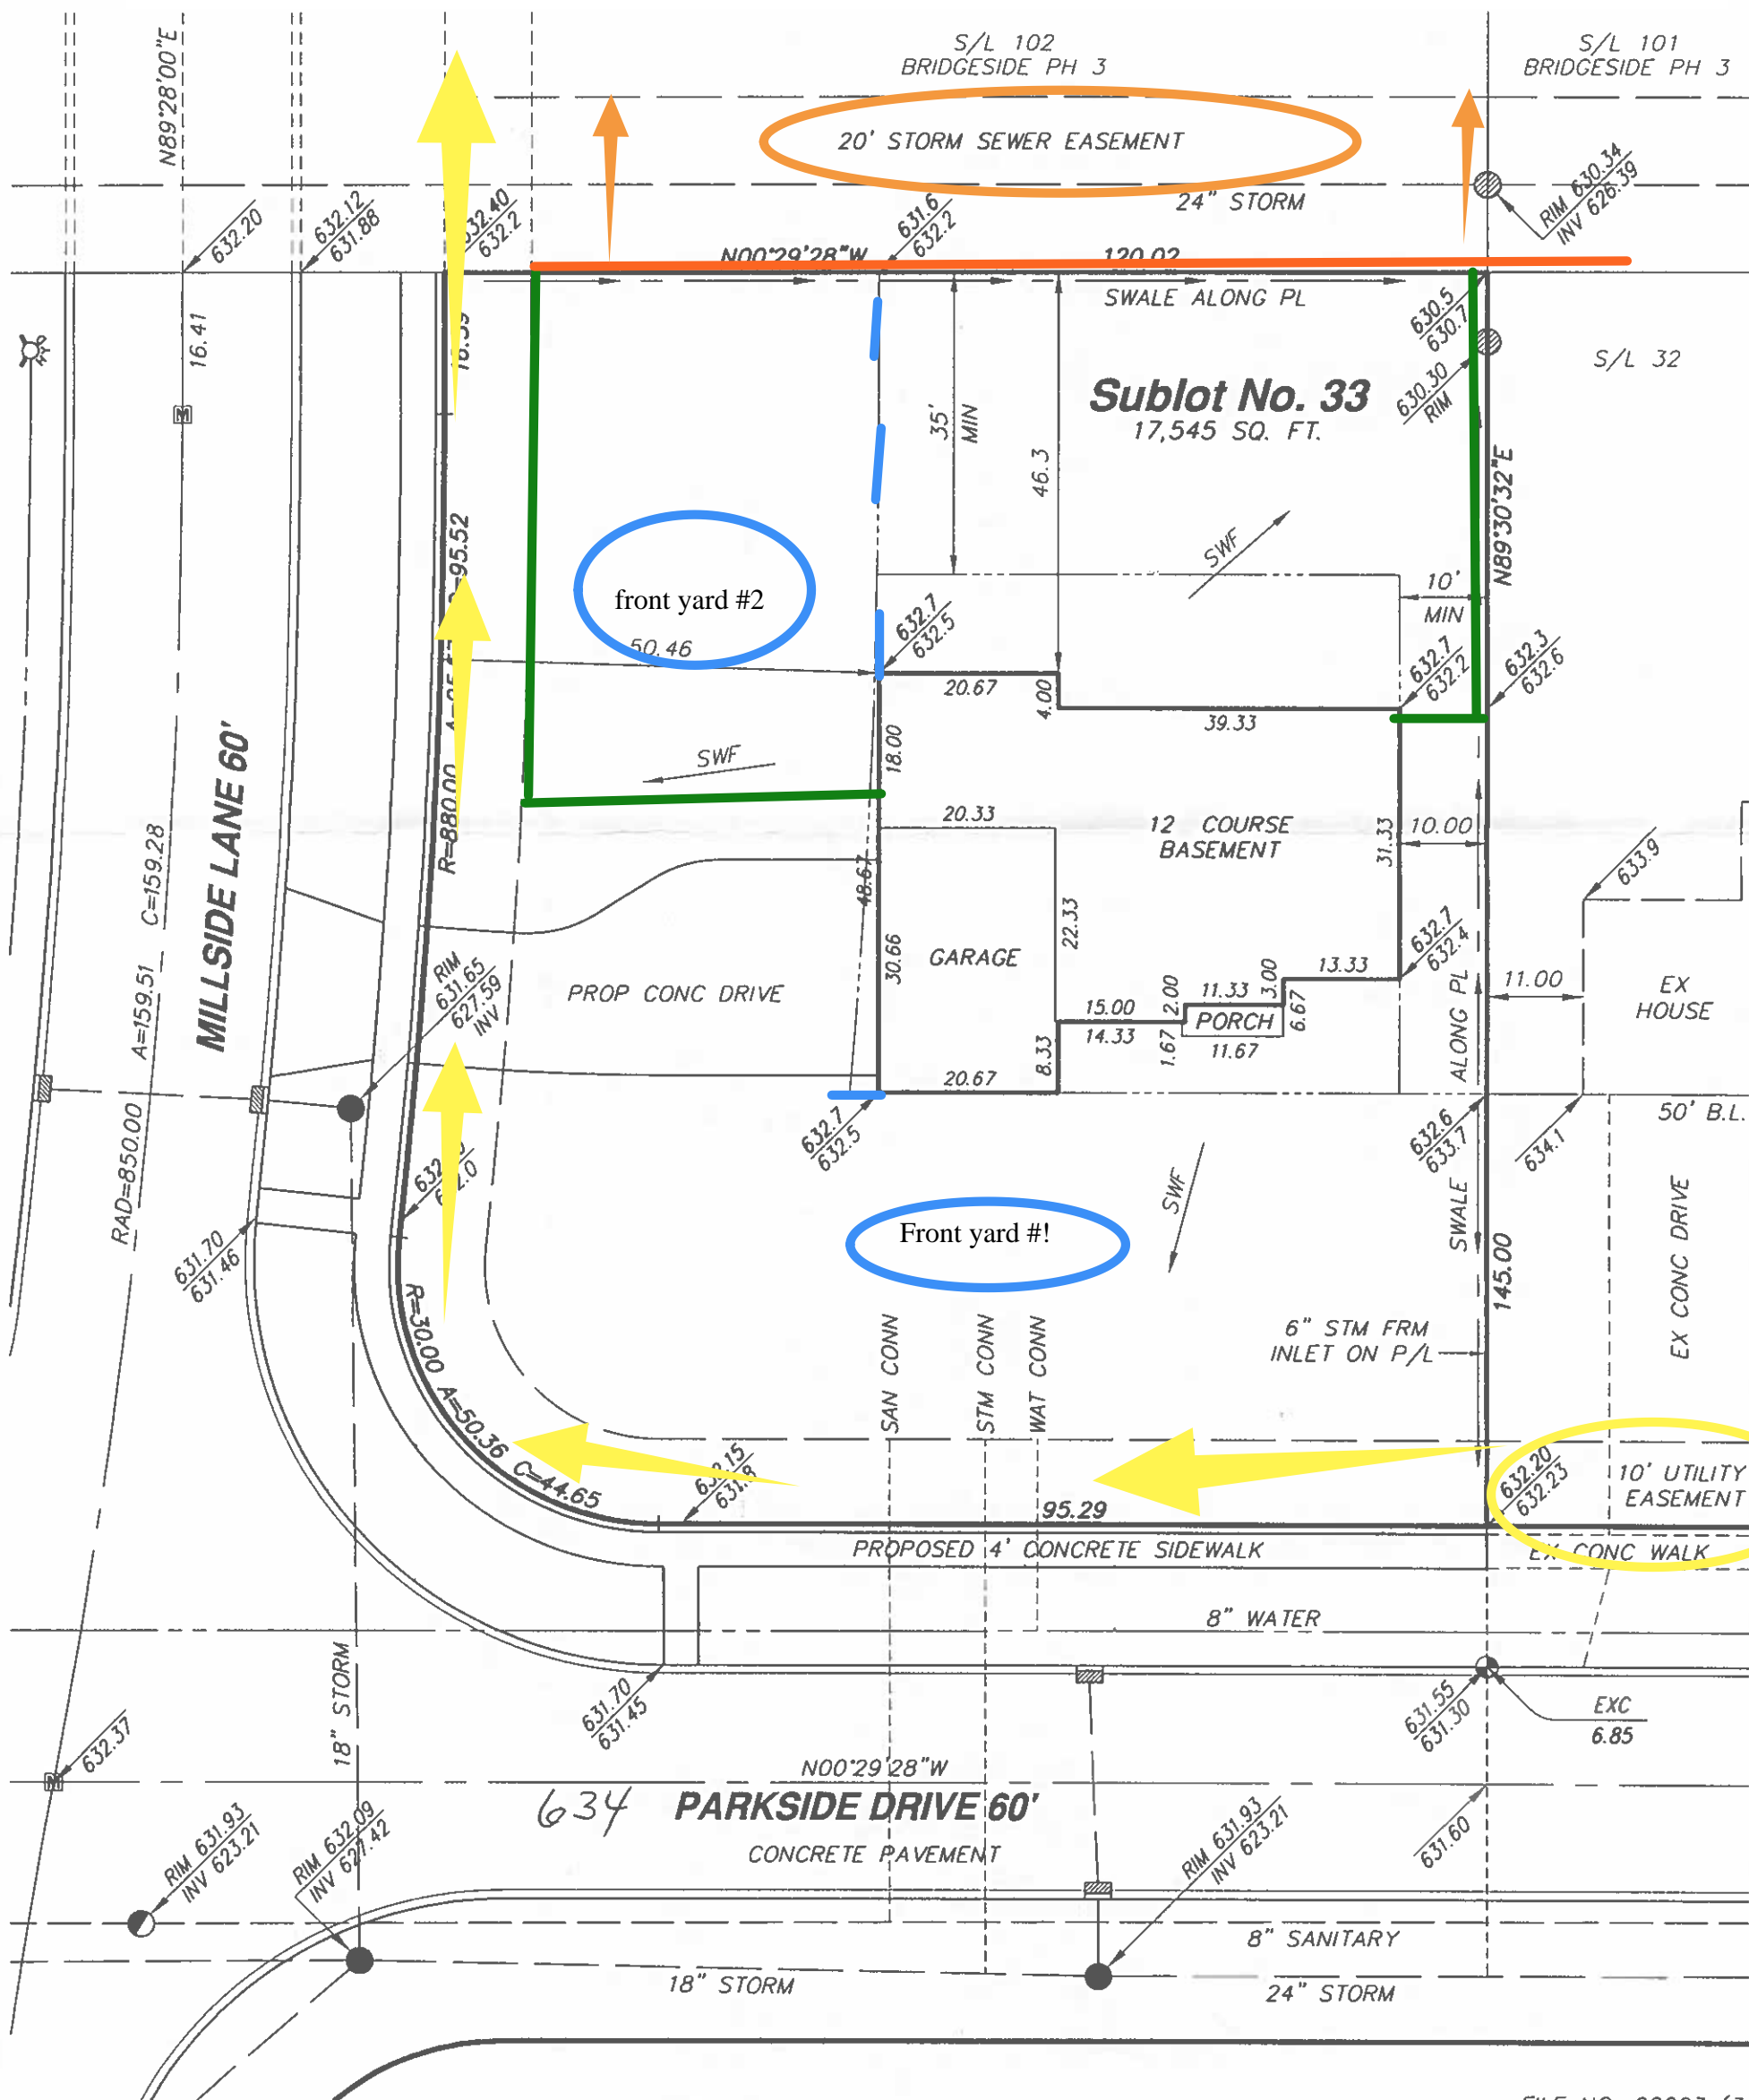 N89°28'00"E
S/L 102
BRIDGESIDE PH 3
S/L 101
BRIDGESIDE PH 3
20' STORM SEWER EASEMENT
24" STORM
RIM 630.34
INV 626.39
632.20
632.12
631.88
632.2
631.6
632.2
N00°29'28"W
120.02
SWALE ALONG PL
630.5
630.7
16.41
HYD
M
S/L 32
Sublot No. 33
17,545 SQ. FT.
630.30
RIM
35'
MIN
46.3
N89°30'32"E
SWF
10'
MIN
front yard #2
50.46
632.7
632.5
632.7
632.2
632.3
632.6
20.67
4.00
39.33
18.00
SWF
R=880.00
=95.52
MILLSIDE LANE 60'
A=159.51 C=159.28
RAD=850.00
20.33
12 COURSE
BASEMENT
31.33
10.00
633.9
48.67
30.66
22.33
GARAGE
632.7
632.4
RIM
631.65
627.59
INV
PROP CONC DRIVE
13.33
3.00
11.33
2.00
15.00
PORCH
6.67
14.33
1.67
11.67
8.33
20.67
11.00
EX
HOUSE
ALONG PL
SWALE
50' B.L.
632.7
632.5
632.6
633.7
634.1
SWF
Front yard #!
631.70
631.46
R=30.00 A=50.36 C=44.65
145.00
EX CONC DRIVE
SAN CONN
STM CONN
WAT CONN
6" STM FRM
INLET ON P/L
632.20
632.23
10' UTILITY
EASEMENT
95.29
PROPOSED 4' CONCRETE SIDEWALK
EX CONC WALK
8" WATER
18" STORM
631.70
631.45
631.55
631.30
EXC
6.85
632.37
M
N00°29'28"W
634 PARKSIDE DRIVE 60'
CONCRETE PAVEMENT
631.60
RIM 631.93
INV 623.21
RIM 632.09
INV 627.42
RIM 631.93
INV 623.21
8" SANITARY
18" STORM
24" STORM